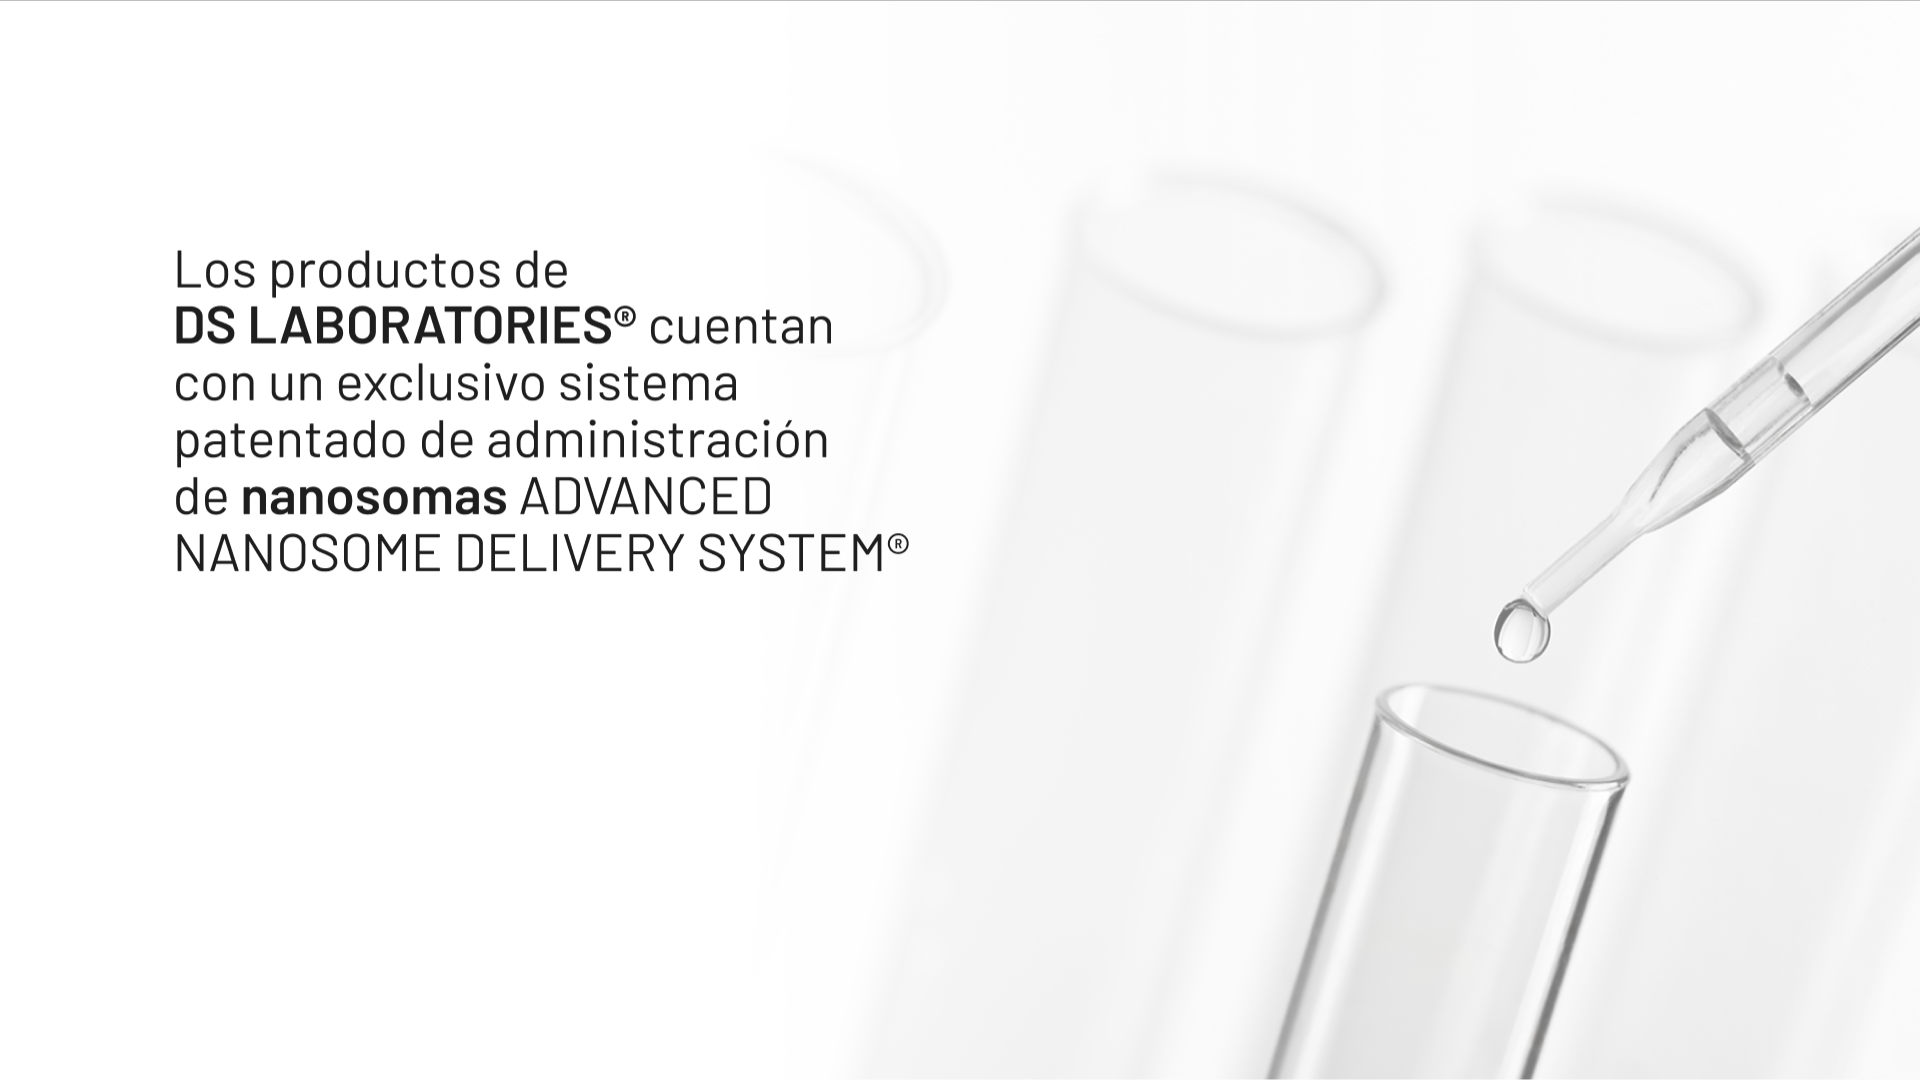 Los productos de
DS LABORATORIES® cuentan
con un exclusivo sistema
patentado de administración
de nanosomas ADVANCED
NANOSOME DELIVERY SYSTEM®